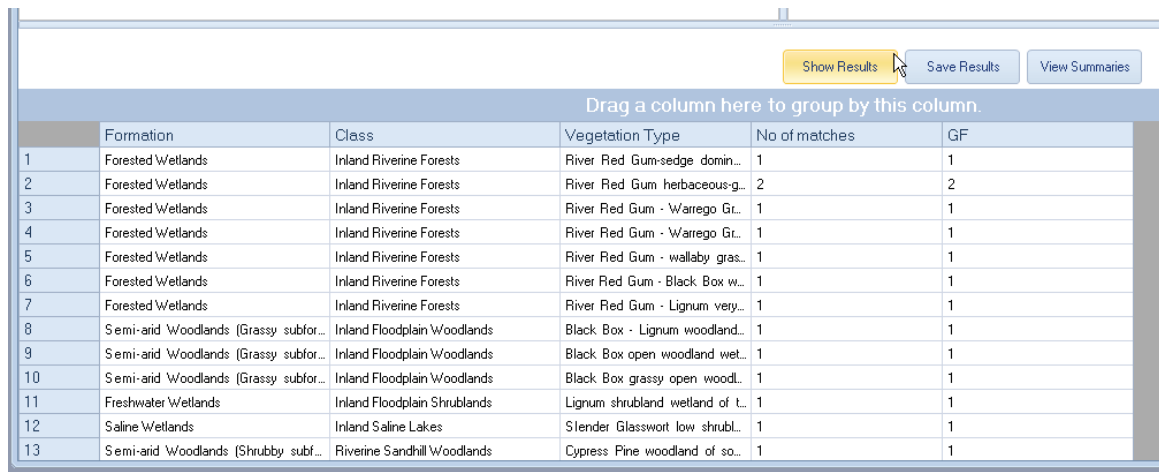 Show Results Save Results View Summaries
Drag a column here to group by this column.
Formation Class Vegetation Type No of matches GF
1 Forested Wetlands Inland Riverine Forests River Red Gum-sedge domin... 1 1
2 Forested Wetlands Inland Riverine Forests River Red Gum herbaceous-g... 2 2
3 Forested Wetlands Inland Riverine Forests River Red Gum - Warrego Gr... 1 1
4 Forested Wetlands Inland Riverine Forests River Red Gum - Warrego Gr... 1 1
5 Forested Wetlands Inland Riverine Forests River Red Gum - wallaby gras... 1 1
6 Forested Wetlands Inland Riverine Forests River Red Gum - Black Box w... 1 1
7 Forested Wetlands Inland Riverine Forests River Red Gum - Lignum very... 1 1
8 Semi-arid Woodlands (Grassy subfor... Inland Floodplain Woodlands Black Box - Lignum woodland... 1 1
9 Semi-arid Woodlands (Grassy subfor... Inland Floodplain Woodlands Black Box open woodland wet... 1 1
10 Semi-arid Woodlands (Grassy subfor... Inland Floodplain Woodlands Black Box grassy open woodl... 1 1
11 Freshwater Wetlands Inland Floodplain Shrublands Lignum shrubland wetland of t... 1 1
12 Saline Wetlands Inland Saline Lakes Slender Glasswort low shrubl... 1 1
13 Semi-arid Woodlands (Shrubby subf... Riverine Sandhill Woodlands Cypress Pine woodland of so... 1 1